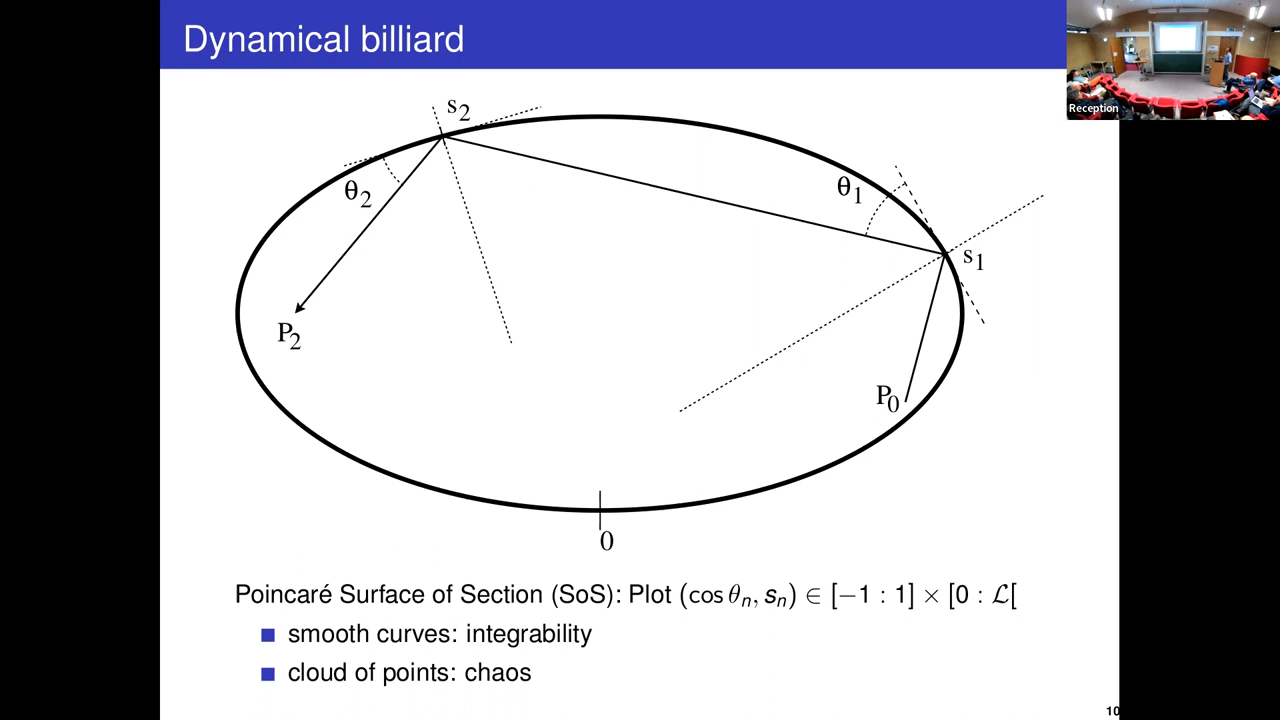 Dynamical billiard
Reception
s2
θ2
θ1
s1
P2
P0
0
Poincaré Surface of Section (SoS): Plot (cos θn, sn) ∈ [−1 : 1] × [0 : ℒ[
smooth curves: integrability
cloud of points: chaos
10